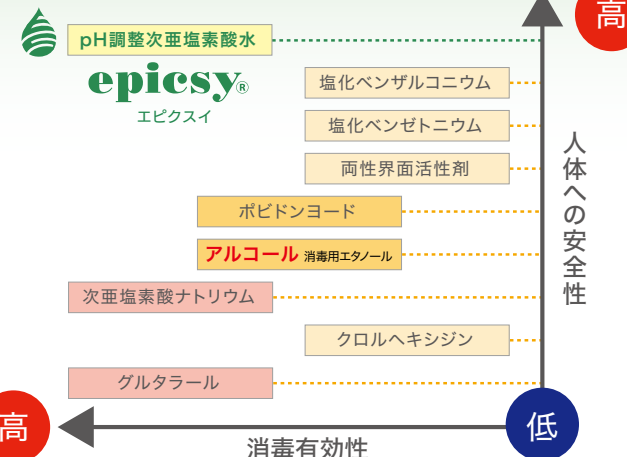 高
pH調整次亜塩素酸水
epicsy®
エピクスイ
塩化ベンザルコニウム
塩化ベンゼトニウム
両性界面活性剤
ポビドンヨード
アルコール 消毒用エタノール
次亜塩素酸ナトリウム
クロルヘキシジン
グルタラール
人体への安全性
高
低
消毒有効性